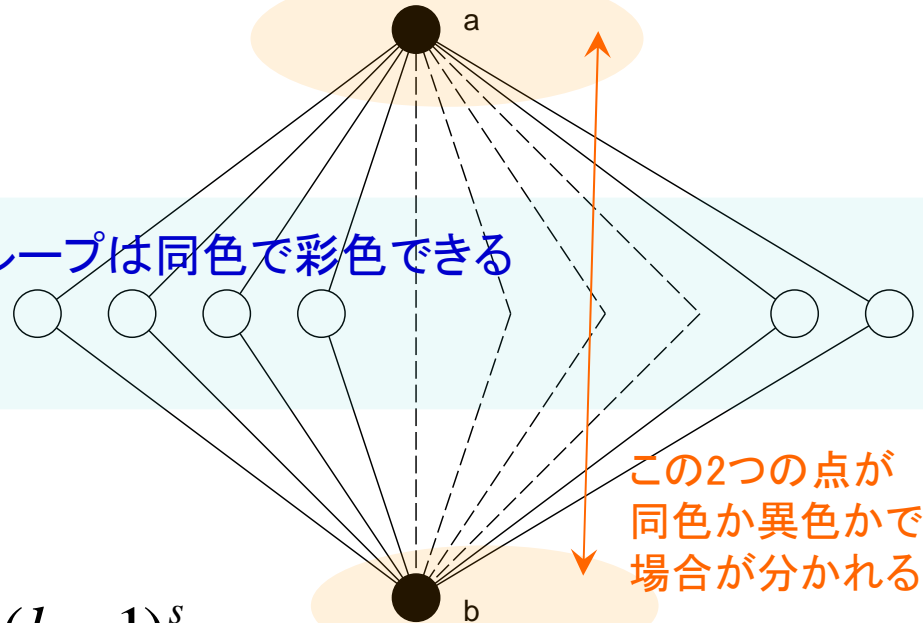 a
ループは同色で彩色できる
この2つの点が
同色か異色かで
場合が分かれる
b